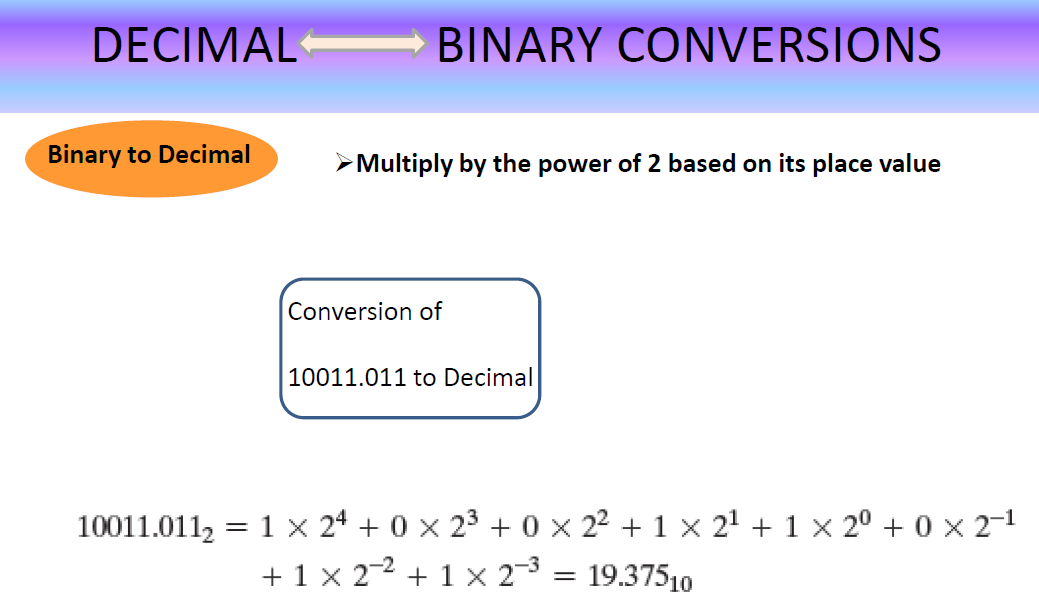 DECIMAL BINARY CONVERSIONS
Binary to Decimal
➢Multiply by the power of 2 based on its place value
Conversion of
10011.011 to Decimal
10011.011₂ = 1 × 2⁴ + 0 × 2³ + 0 × 2² + 1 × 2¹ + 1 × 2⁰ + 0 × 2⁻¹
+ 1 × 2⁻² + 1 × 2⁻³ = 19.375₁₀